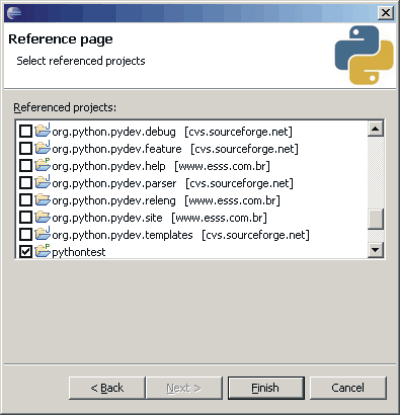 Reference page
Select referenced projects
Referenced projects:
org.python.pydev.debug [cvs.sourceforge.net]
org.python.pydev.feature [cvs.sourceforge.net]
org.python.pydev.help [www.esss.com.br]
org.python.pydev.parser [cvs.sourceforge.net]
org.python.pydev.releng [www.esss.com.br]
org.python.pydev.site [www.esss.com.br]
org.python.pydev.templates [cvs.sourceforge.net]
pythontest
< Back Next > Finish Cancel